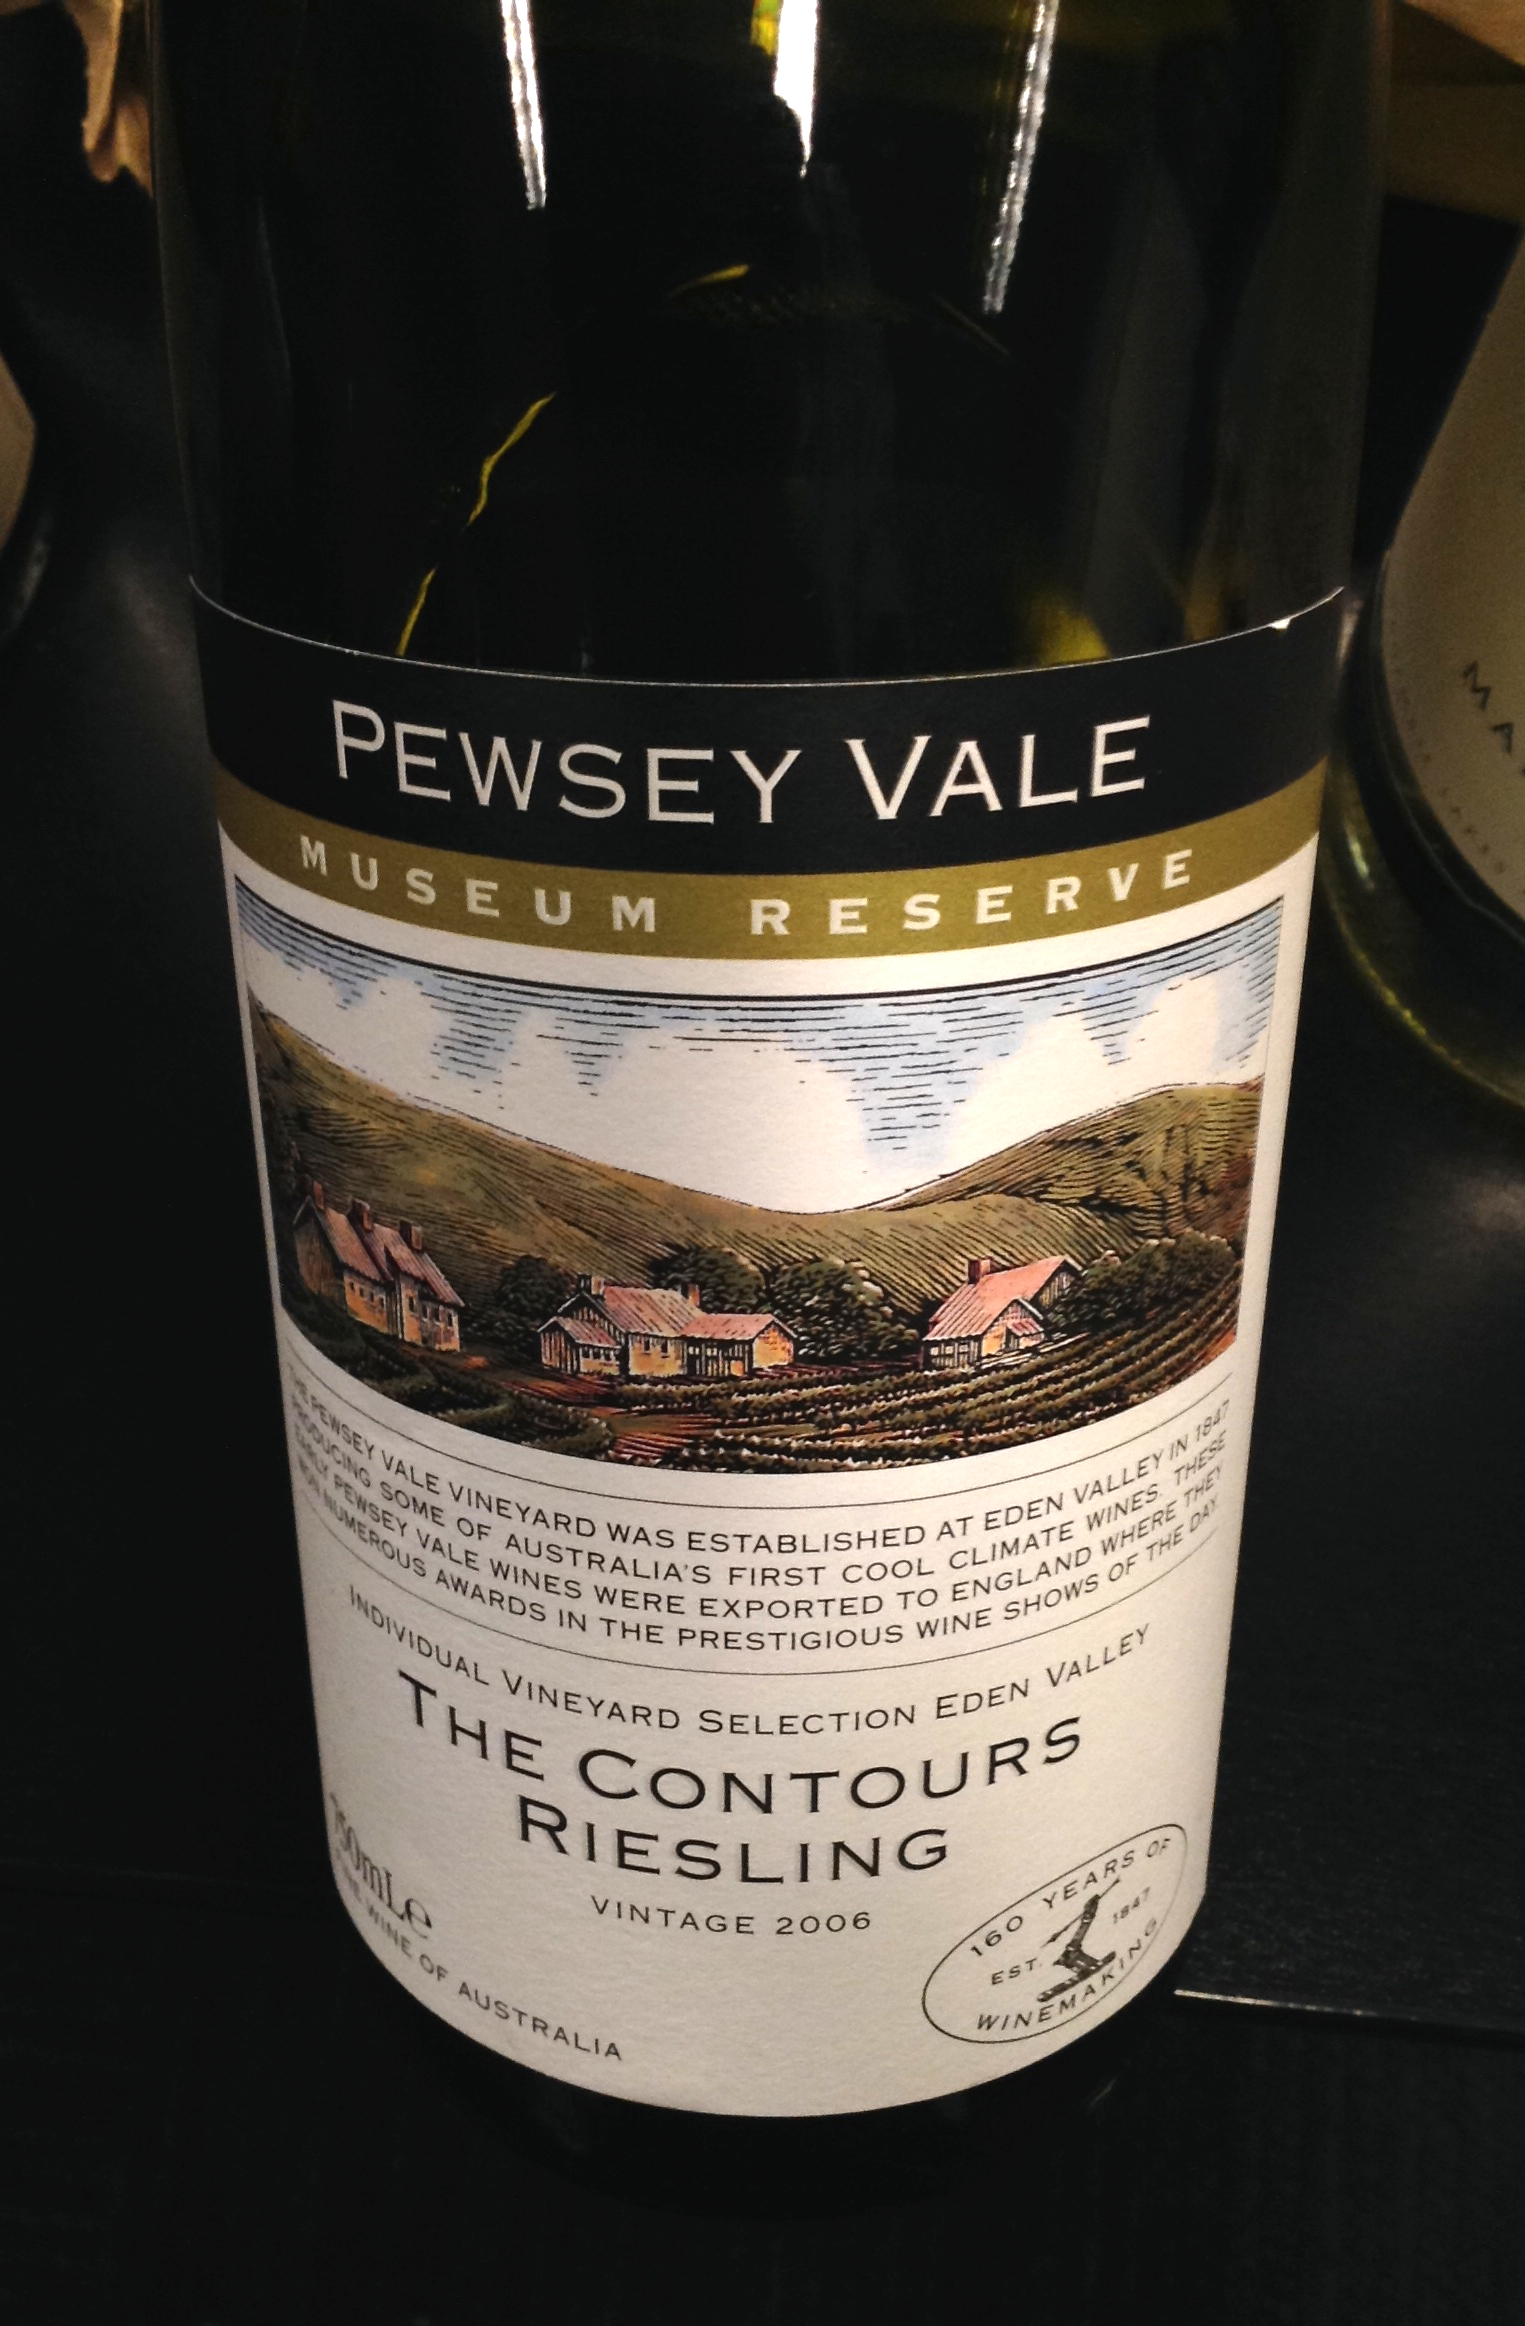 PEWSEY VALE
MUSEUM RESERVE
THE PEWSEY VALE VINEYARD WAS ESTABLISHED AT EDEN VALLEY IN 1847
PRODUCING SOME OF AUSTRALIA'S FIRST COOL CLIMATE WINES. THESE
EARLY PEWSEY VALE WINES WERE EXPORTED TO ENGLAND WHERE THEY
WON NUMEROUS AWARDS IN THE PRESTIGIOUS WINE SHOWS OF THE DAY.
INDIVIDUAL VINEYARD SELECTION EDEN VALLEY
THE CONTOURS
RIESLING
VINTAGE 2006
750mLe
WINE OF AUSTRALIA
160 YEARS OF
EST. 1847
WINEMAKING